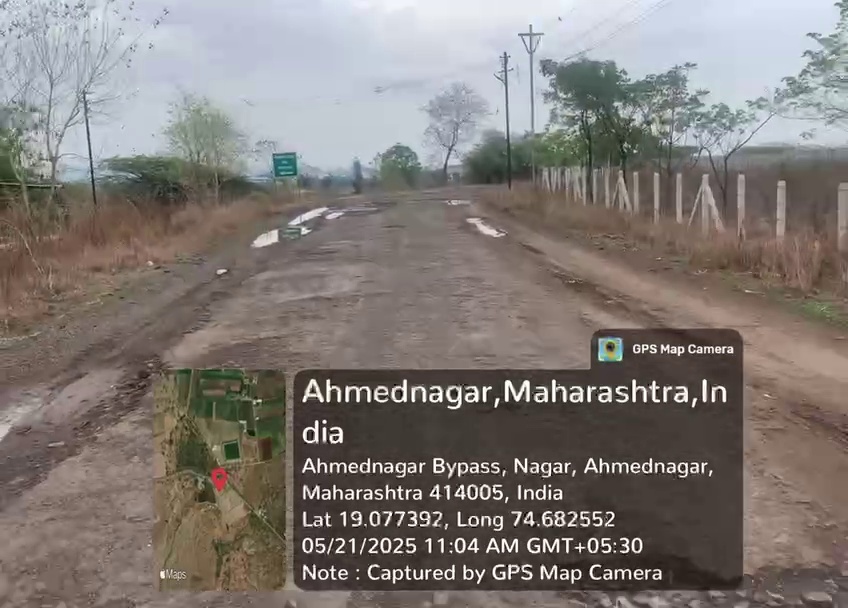 GPS Map Camera
Ahmednagar,Maharashtra,In
dia
Ahmednagar Bypass, Nagar, Ahmednagar,
Maharashtra 414005, India
Lat 19.077392, Long 74.682552
05/21/2025 11:04 AM GMT+05:30
Note : Captured by GPS Map Camera
Maps